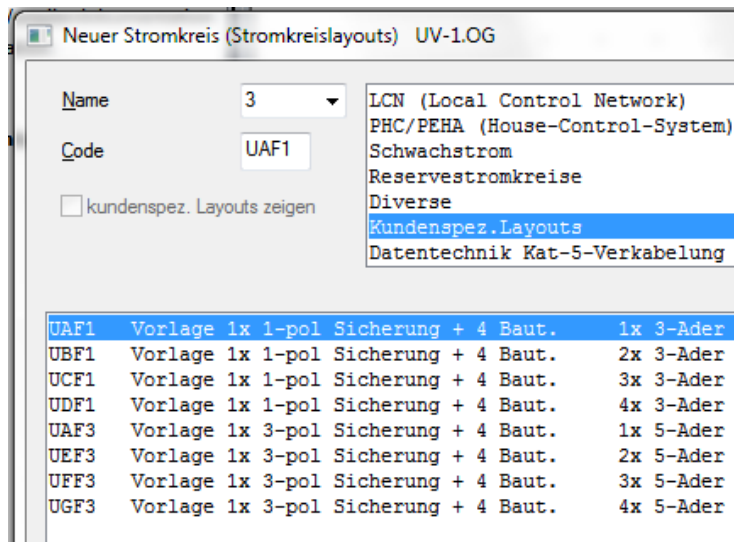 Neuer Stromkreis (Stromkreislayouts) UV-1.OG
Name 3
Code UAF1
kundenspez. Layouts zeigen
LCN (Local Control Network)
PHC/PEHA (House-Control-System)
Schwachstrom
Reservestromkreise
Diverse
Kundenspez.Layouts
Datentechnik Kat-5-Verkabelung
UAF1 Vorlage 1x 1-pol Sicherung + 4 Baut. 1x 3-Ader
UBF1 Vorlage 1x 1-pol Sicherung + 4 Baut. 2x 3-Ader
UCF1 Vorlage 1x 1-pol Sicherung + 4 Baut. 3x 3-Ader
UDF1 Vorlage 1x 1-pol Sicherung + 4 Baut. 4x 3-Ader
UAF3 Vorlage 1x 3-pol Sicherung + 4 Baut. 1x 5-Ader
UEF3 Vorlage 1x 3-pol Sicherung + 4 Baut. 2x 5-Ader
UFF3 Vorlage 1x 3-pol Sicherung + 4 Baut. 3x 5-Ader
UGF3 Vorlage 1x 3-pol Sicherung + 4 Baut. 4x 5-Ader